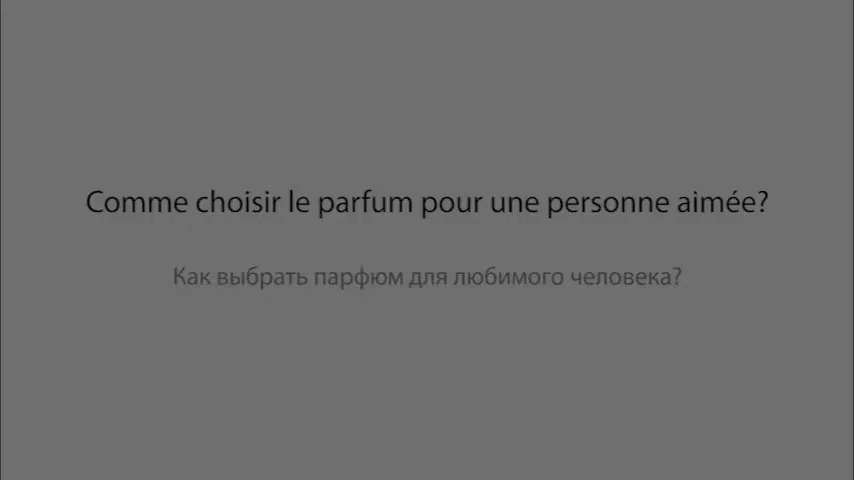 Comme choisir le parfum pour une personne aimée?
Как выбрать парфюм для любимого человека?